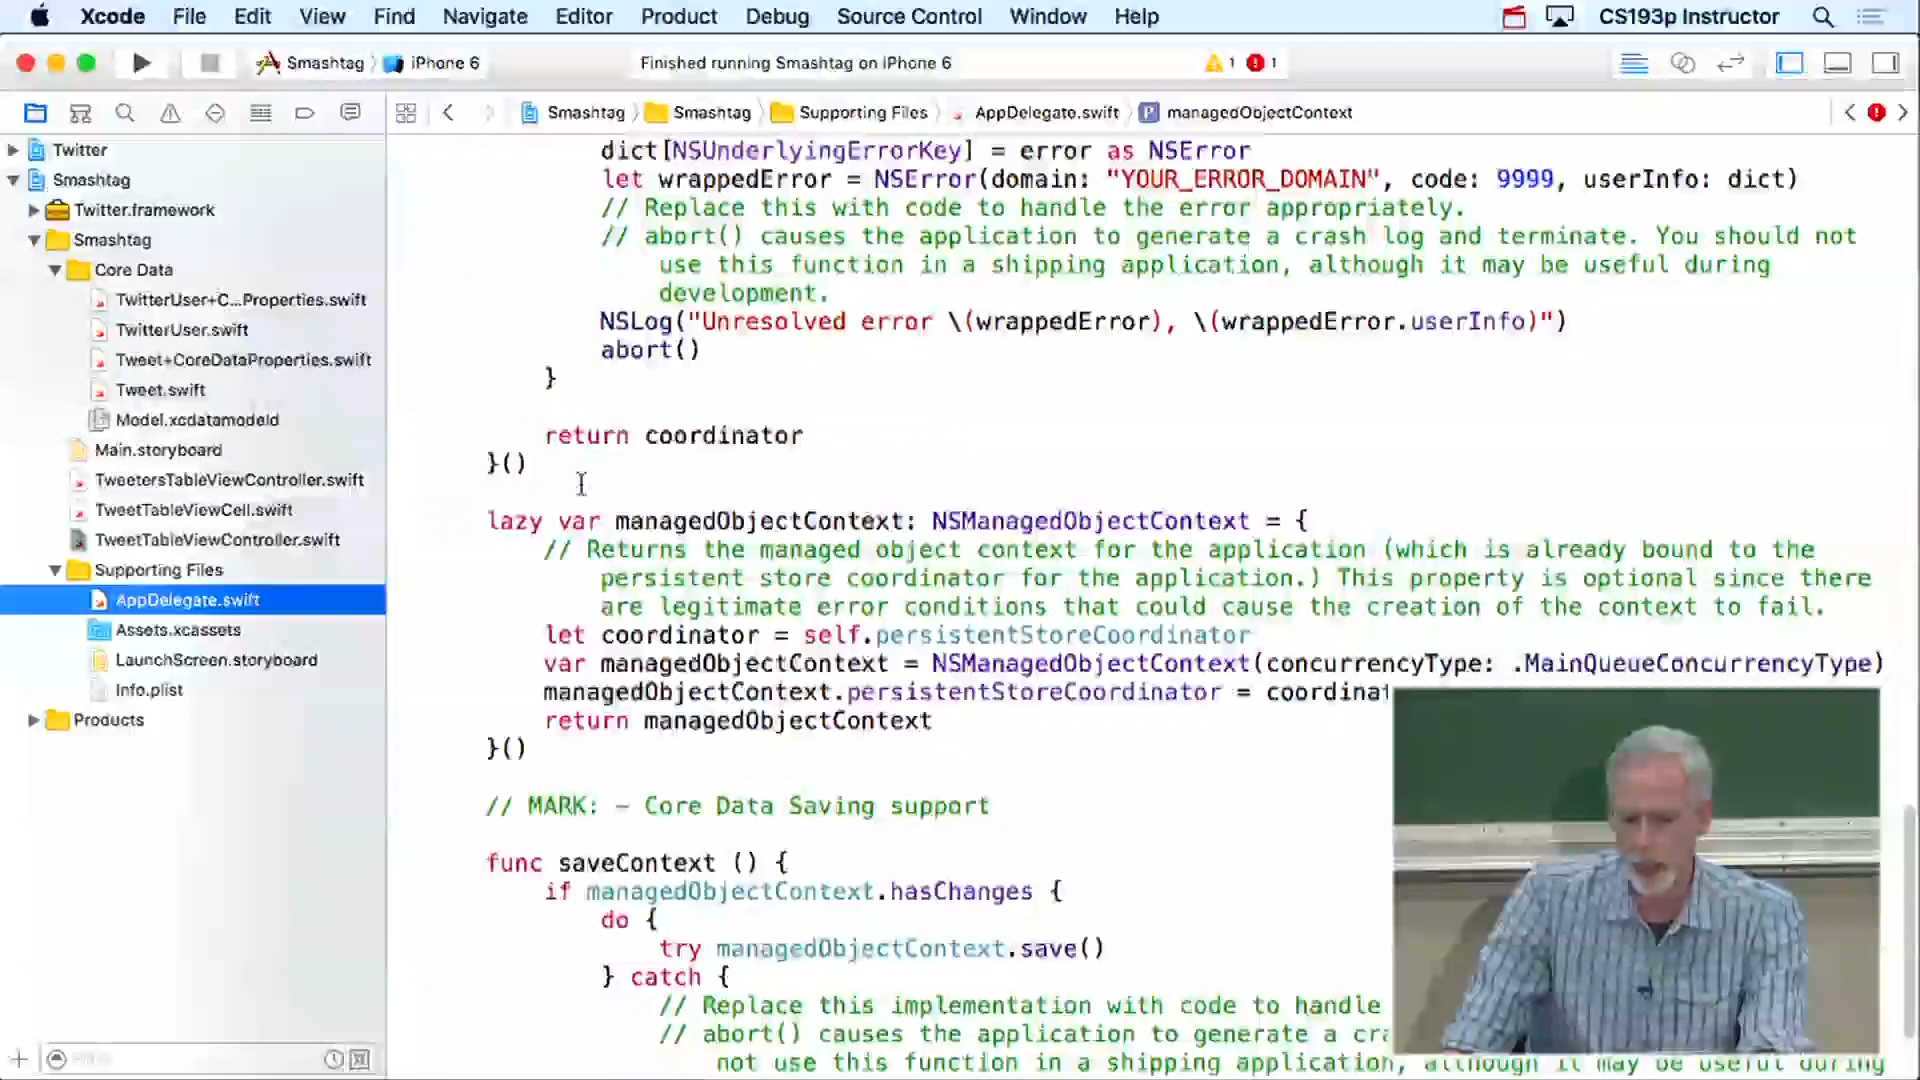 Xcode File Edit View Find Navigate Editor Product Debug Source Control Window Help CS193p Instructor
Smashtag iPhone 6 Finished running Smashtag on iPhone 6 1 1
Smashtag Smashtag Supporting Files AppDelegate.swift P managedObjectContext
Twitter
Smashtag
Twitter.framework
Smashtag
Core Data
TwitterUser+C...Properties.swift
TwitterUser.swift
Tweet+CoreDataProperties.swift
Tweet.swift
Model.xcdatamodeld
Main.storyboard
TweetersTableViewController.swift
TweetTableViewCell.swift
TweetTableViewController.swift
Supporting Files
AppDelegate.swift
Assets.xcassets
LaunchScreen.storyboard
Info.plist
Products
dict[NSUnderlyingErrorKey] = error as NSError
let wrappedError = NSError(domain: "YOUR_ERROR_DOMAIN", code: 9999, userInfo: dict)
// Replace this with code to handle the error appropriately.
// abort() causes the application to generate a crash log and terminate. You should not
use this function in a shipping application, although it may be useful during
development.
NSLog("Unresolved error \(wrappedError), \(wrappedError.userInfo)")
abort()
}
return coordinator
}()
lazy var managedObjectContext: NSManagedObjectContext = {
// Returns the managed object context for the application (which is already bound to the
persistent store coordinator for the application.) This property is optional since there
are legitimate error conditions that could cause the creation of the context to fail.
let coordinator = self.persistentStoreCoordinator
var managedObjectContext = NSManagedObjectContext(concurrencyType: .MainQueueConcurrencyType)
managedObjectContext.persistentStoreCoordinator = coordinat
return managedObjectContext
}()
// MARK: - Core Data Saving support
func saveContext () {
if managedObjectContext.hasChanges {
do {
try managedObjectContext.save()
} catch {
// Replace this implementation with code to handle
// abort() causes the application to generate a cra
not use this function in a shipping application, although it may be useful during